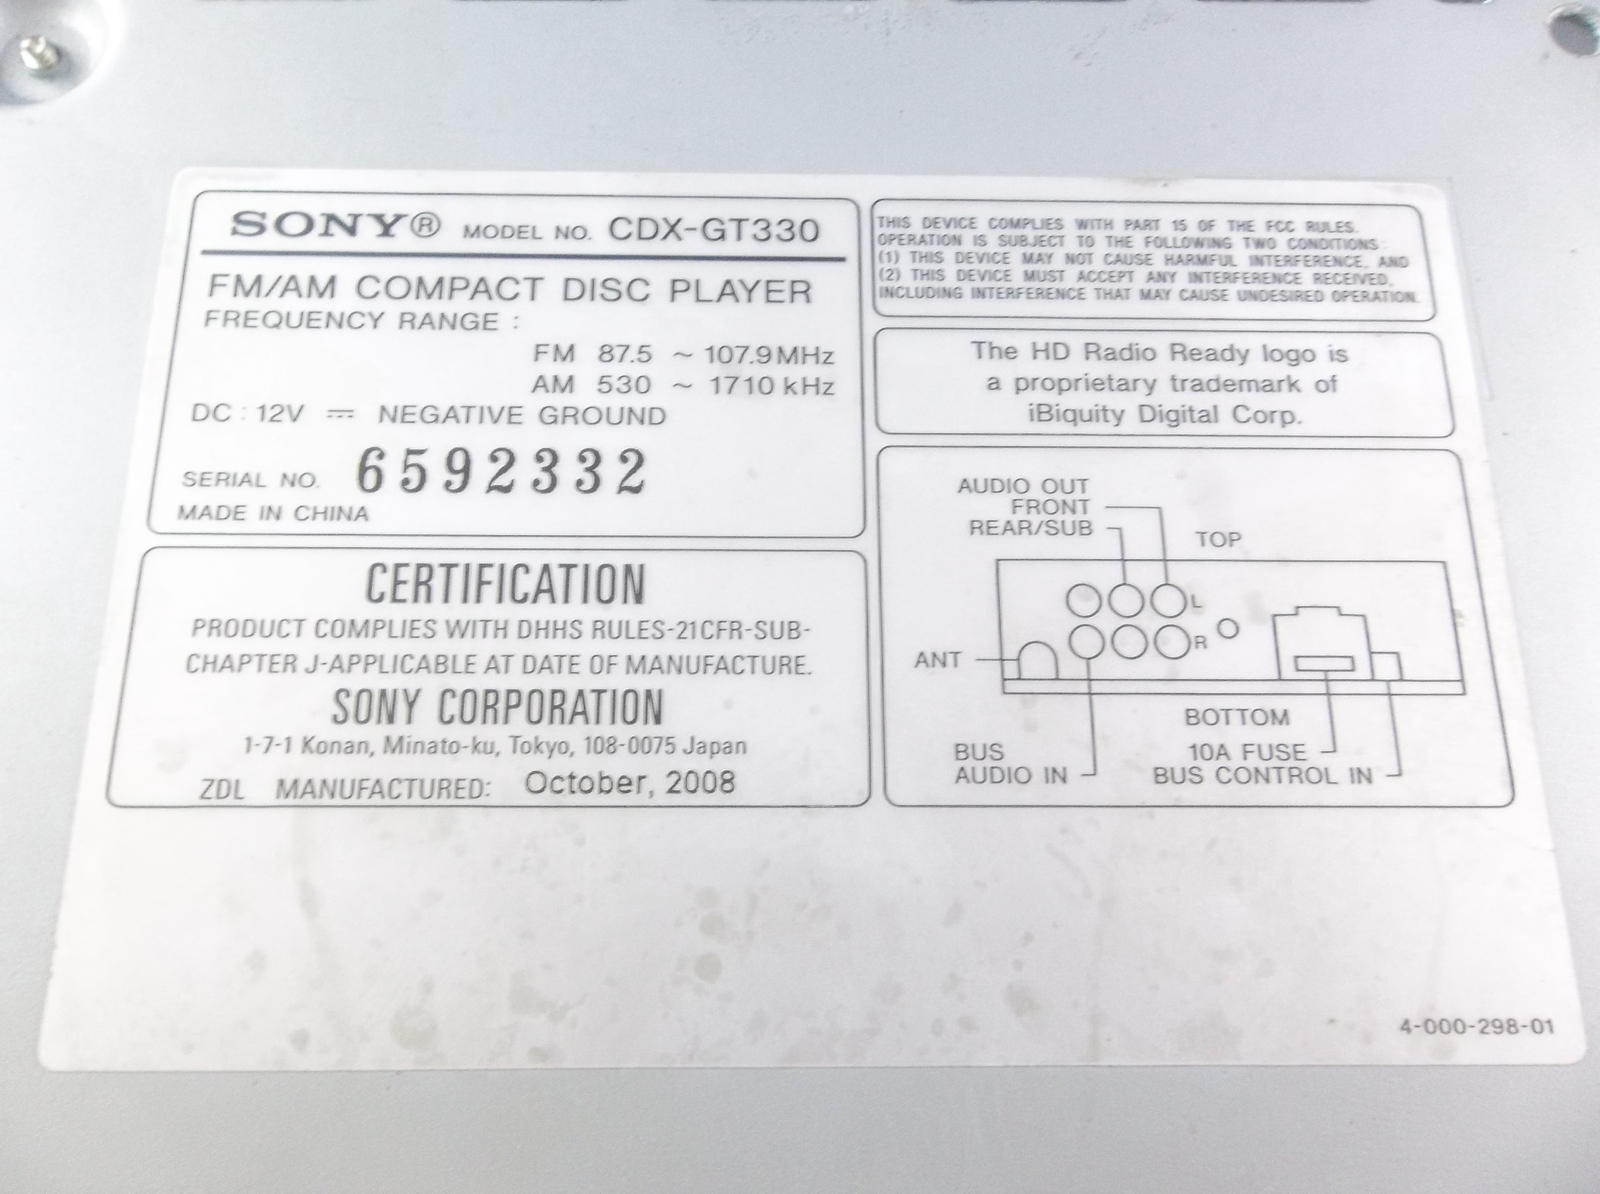 SONY® MODEL NO. CDX-GT330
FM/AM COMPACT DISC PLAYER
FREQUENCY RANGE :
FM 87.5 ~ 107.9 MHz
AM 530 ~ 1710 kHz
DC : 12V ⎓ NEGATIVE GROUND
SERIAL NO. 6592332
MADE IN CHINA
CERTIFICATION
PRODUCT COMPLIES WITH DHHS RULES-21CFR-SUB-
CHAPTER J-APPLICABLE AT DATE OF MANUFACTURE.
SONY CORPORATION
1-7-1 Konan, Minato-ku, Tokyo, 108-0075 Japan
ZDL MANUFACTURED: October, 2008
THIS DEVICE COMPLIES WITH PART 15 OF THE FCC RULES.
OPERATION IS SUBJECT TO THE FOLLOWING TWO CONDITIONS :
(1) THIS DEVICE MAY NOT CAUSE HARMFUL INTERFERENCE, AND
(2) THIS DEVICE MUST ACCEPT ANY INTERFERENCE RECEIVED,
INCLUDING INTERFERENCE THAT MAY CAUSE UNDESIRED OPERATION.
The HD Radio Ready logo is
a proprietary trademark of
iBiquity Digital Corp.
AUDIO OUT
FRONT
REAR/SUB
TOP
L
R
ANT
BOTTOM
BUS
AUDIO IN
10A FUSE
BUS CONTROL IN
4-000-298-01